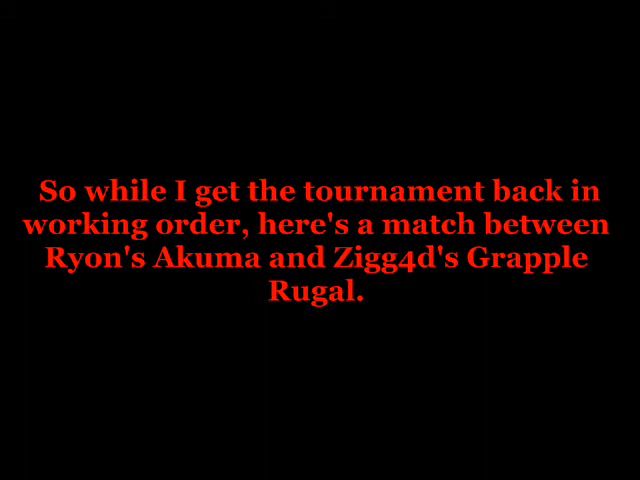 So while I get the tournament back in
working order, here's a match between
Ryon's Akuma and Zigg4d's Grapple
Rugal.